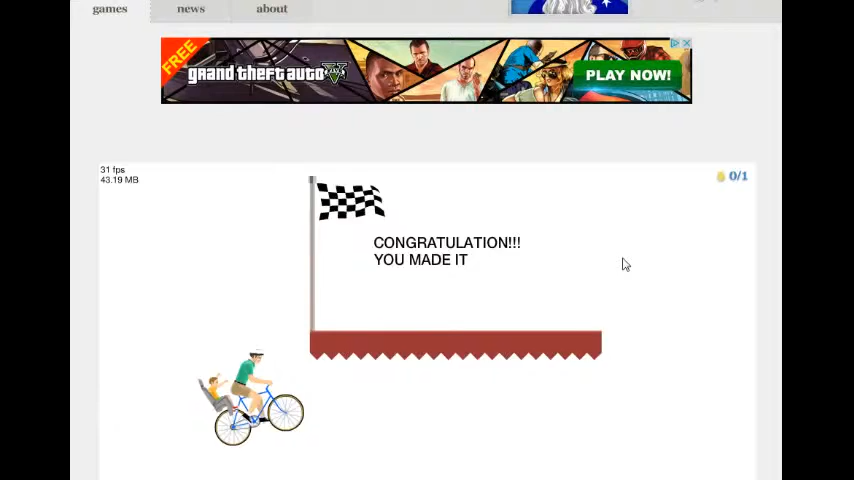 games news about
FREE
grand theft auto V
PLAY NOW!
31 fps
43.19 MB
0/1
CONGRATULATION!!!
YOU MADE IT